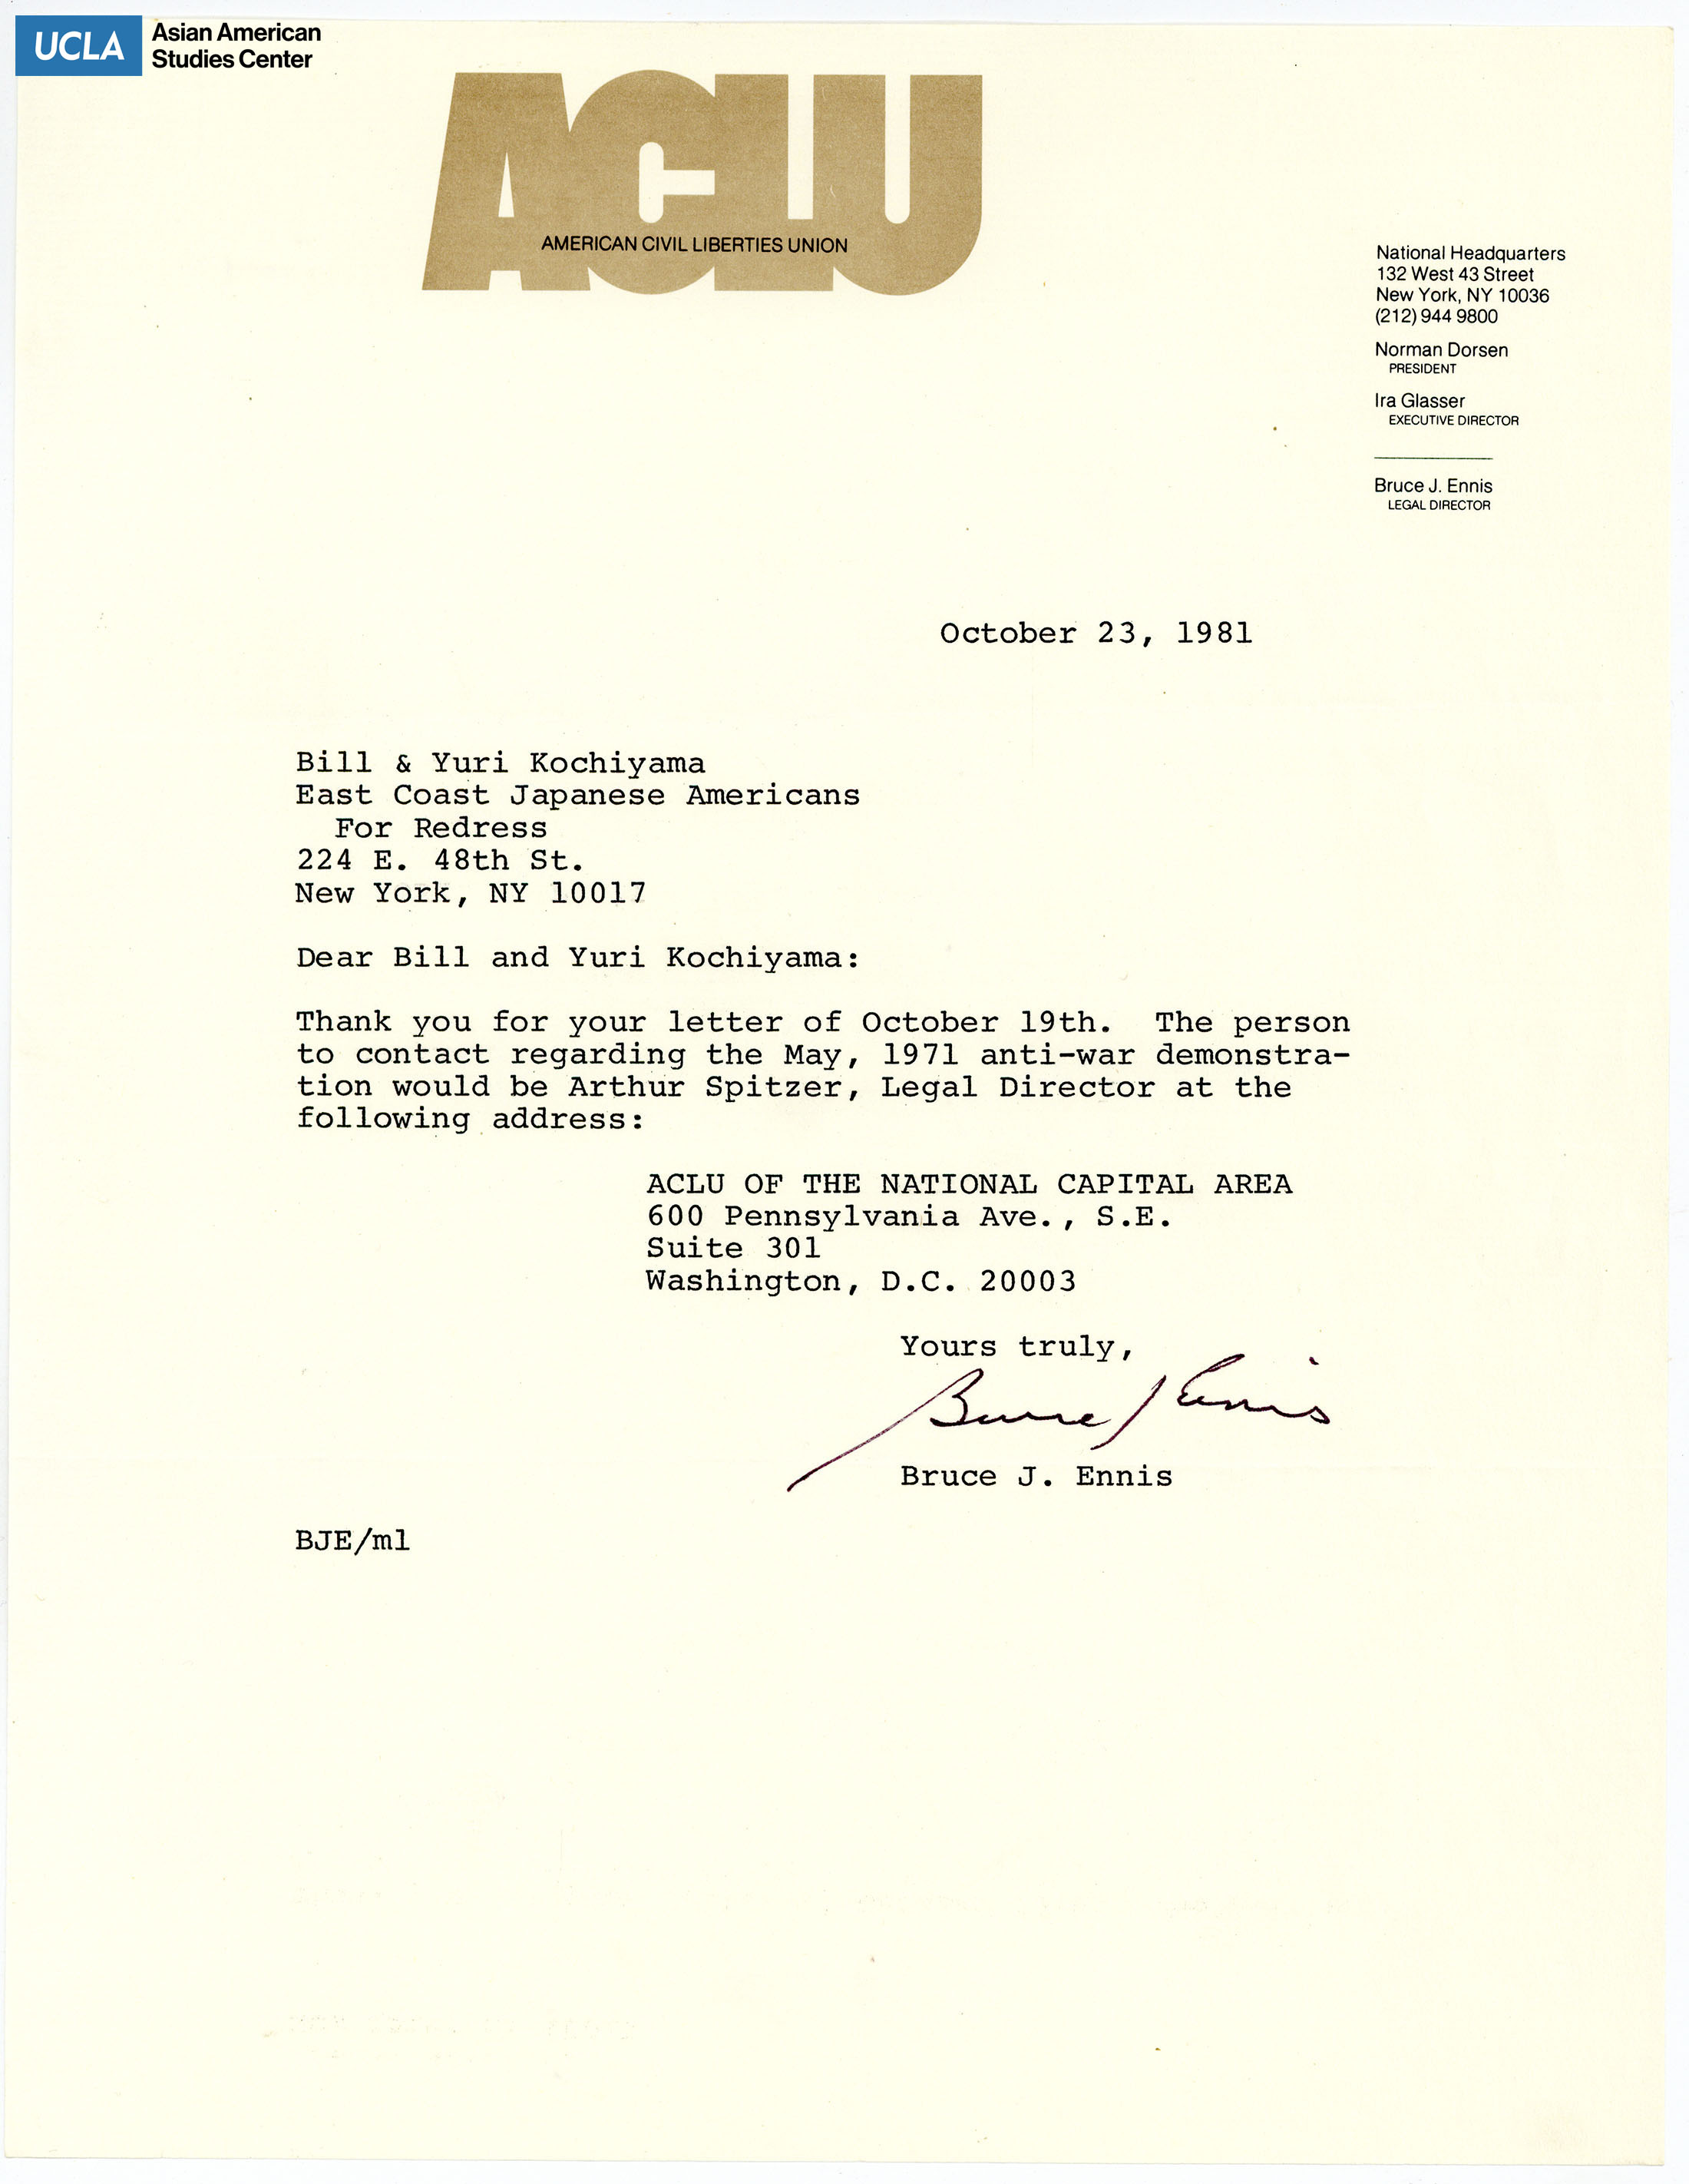 UCLA Asian American
Studies Center
ACLU
AMERICAN CIVIL LIBERTIES UNION
National Headquarters
132 West 43 Street
New York, NY 10036
(212) 944 9800
Norman Dorsen
PRESIDENT
Ira Glasser
EXECUTIVE DIRECTOR
Bruce J. Ennis
LEGAL DIRECTOR
October 23, 1981
Bill & Yuri Kochiyama
East Coast Japanese Americans
For Redress
224 E. 48th St.
New York, NY 10017
Dear Bill and Yuri Kochiyama:
Thank you for your letter of October 19th. The person
to contact regarding the May, 1971 anti-war demonstra-
tion would be Arthur Spitzer, Legal Director at the
following address:
ACLU OF THE NATIONAL CAPITAL AREA
600 Pennsylvania Ave., S.E.
Suite 301
Washington, D.C. 20003
Yours truly,
Bruce J Ennis
Bruce J. Ennis
BJE/ml